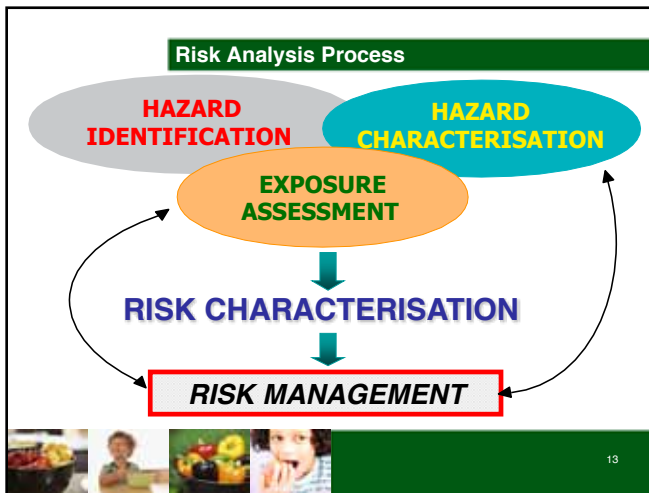 Risk Analysis Process
HAZARD
IDENTIFICATION
HAZARD
CHARACTERISATION
EXPOSURE
ASSESSMENT
RISK CHARACTERISATION
RISK MANAGEMENT
13